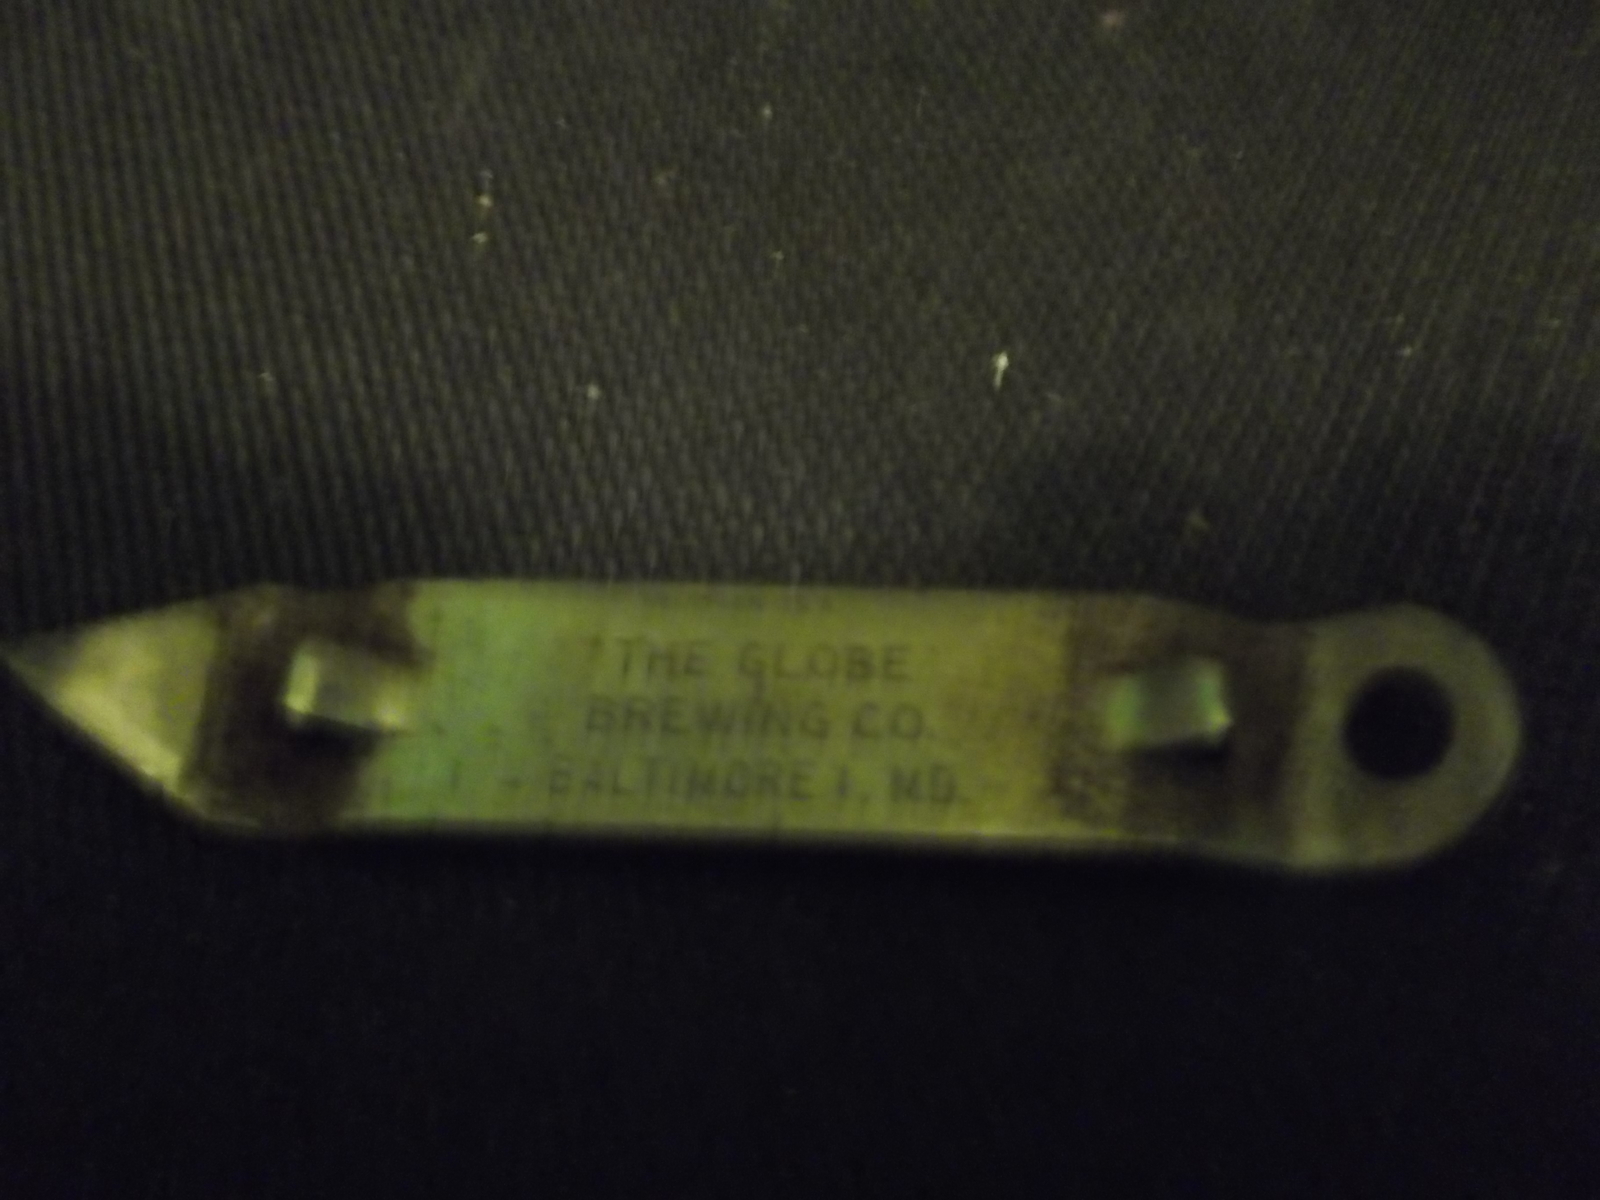 THE GLOBE
BREWING CO.
BALTIMORE 1, MD.